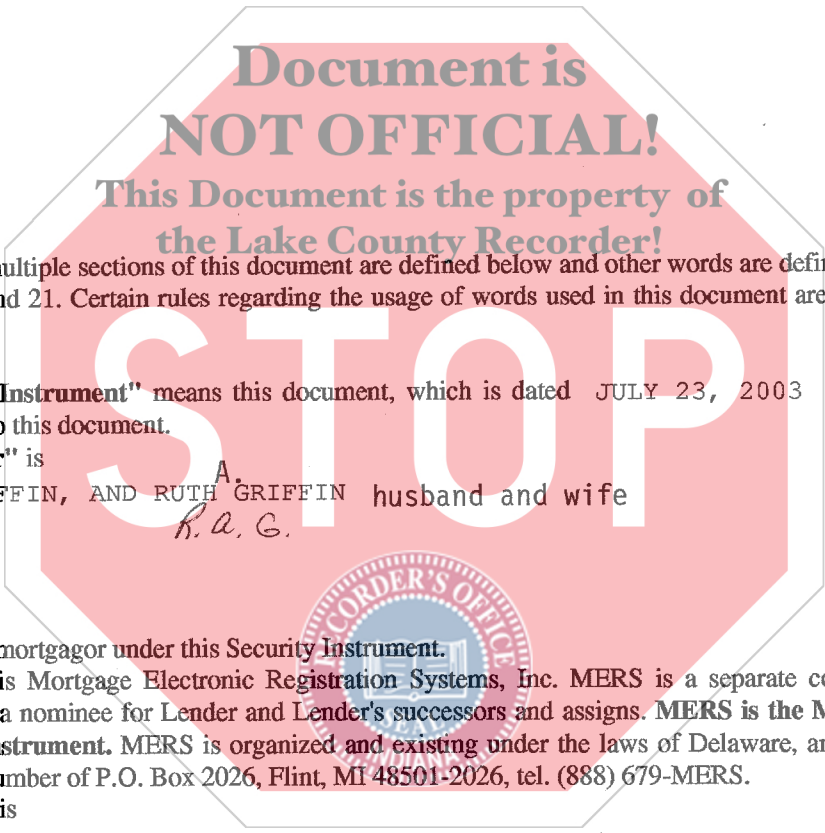 Document is
NOT OFFICIAL!
This Document is the property of
the Lake County Recorder!
ultiple sections of this document are defined below and other words are defin
nd 21. Certain rules regarding the usage of words used in this document are
STOP
Instrument" means this document, which is dated JULY 23, 2003
o this document.
r" is
A.
FFIN, AND RUTH GRIFFIN husband and wife
R. A. G.
RECORDER'S OFFICE
mortgagor under this Security Instrument.
is Mortgage Electronic Registration Systems, Inc. MERS is a separate co
a nominee for Lender and Lender's successors and assigns. MERS is the M
SEAL
strument. MERS is organized and existing under the laws of Delaware, an
INDIANA
umber of P.O. Box 2026, Flint, MI 48501-2026, tel. (888) 679-MERS.
is